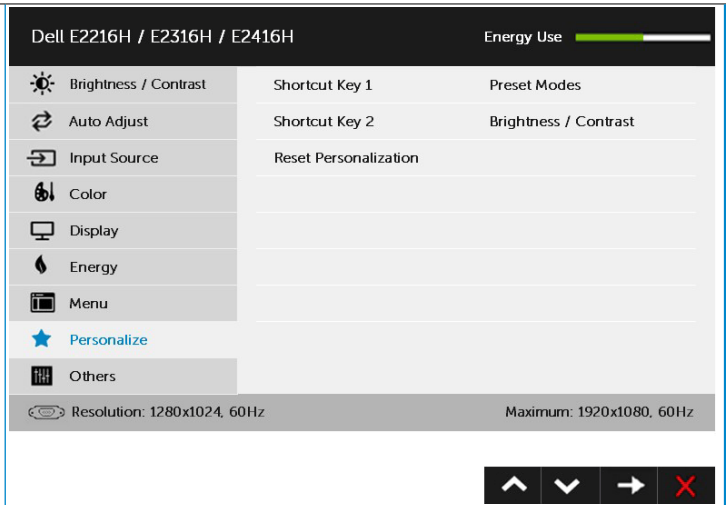 Dell E2216H / E2316H / E2416H Energy Use
Brightness / Contrast Shortcut Key 1 Preset Modes
Auto Adjust Shortcut Key 2 Brightness / Contrast
Input Source Reset Personalization
Color
Display
Energy
Menu
Personalize
Others
Resolution: 1280x1024, 60Hz Maximum: 1920x1080, 60Hz